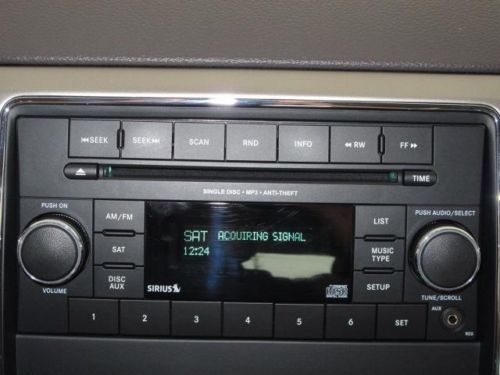 ⏮SEEK SEEK⏭ SCAN RND INFO ◀◀RW FF▶▶
TIME
SINGLE DISC • MP3 • ANTI-THEFT
PUSH ON
VOLUME
AM/FM
SAT
DISC AUX
SAT ACQUIRING SIGNAL
12:24
SIRIUS
LIST
MUSIC TYPE
SETUP
PUSH AUDIO/SELECT
TUNE/SCROLL
AUX
1 2 3 4 5 6 SET